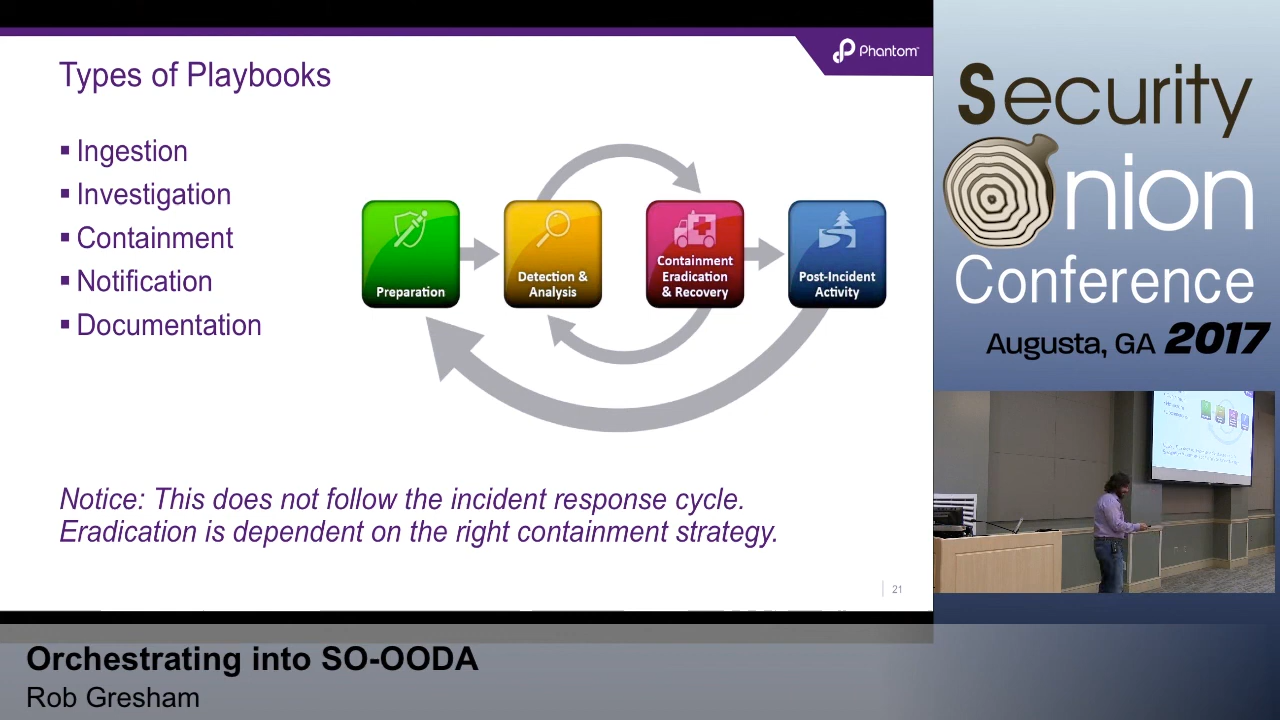 Phantom
Types of Playbooks
Ingestion
Investigation
Containment
Notification
Documentation
Preparation
Detection &
Analysis
Containment
Eradication
& Recovery
Post-Incident
Activity
Notice: This does not follow the incident response cycle.
Eradication is dependent on the right containment strategy.
21
Security
Onion
Conference
Augusta, GA 2017
Orchestrating into SO-OODA
Rob Gresham